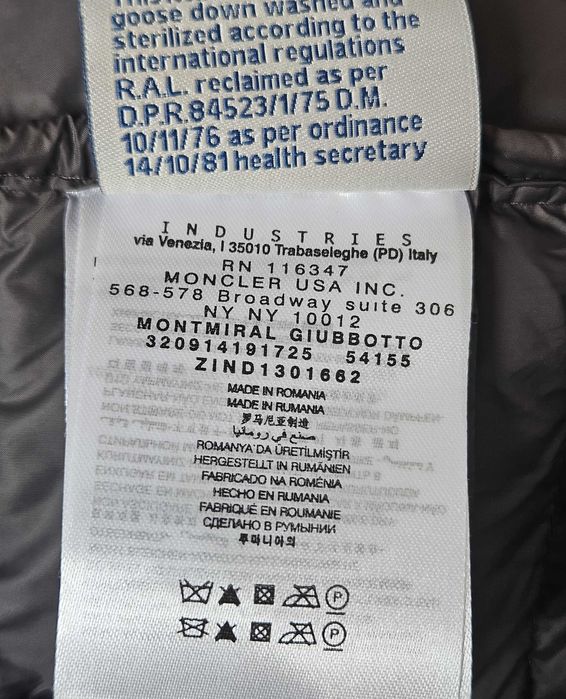 goose down washed and
sterilized according to the
international regulations
R.A.L. reclaimed as per
D.P.R.84523/1/75 D.M.
10/11/76 as per ordinance
14/10/81 health secretary
INDUSTRIES
via Venezia, I 35010 Trabaseleghe (PD) Italy
RN 116347
MONCLER USA INC.
568-578 Broadway suite 306
NY NY 10012
MONTMIRAL GIUBBOTTO
320914191725 54155
ZIND1301662
MADE IN ROMANIA
MADE IN RUMANIA
罗马尼亚制造
صنع في رومانيا
ROMANYA'DA ÜRETİLMİŞTİR
HERGESTELLT IN RUMÄNIEN
FABRICADO NA ROMÉNIA
HECHO EN RUMANIA
FABRIQUÉ EN ROUMANIE
СДЕЛАНО В РУМЫНИИ
루마니아의
P
P